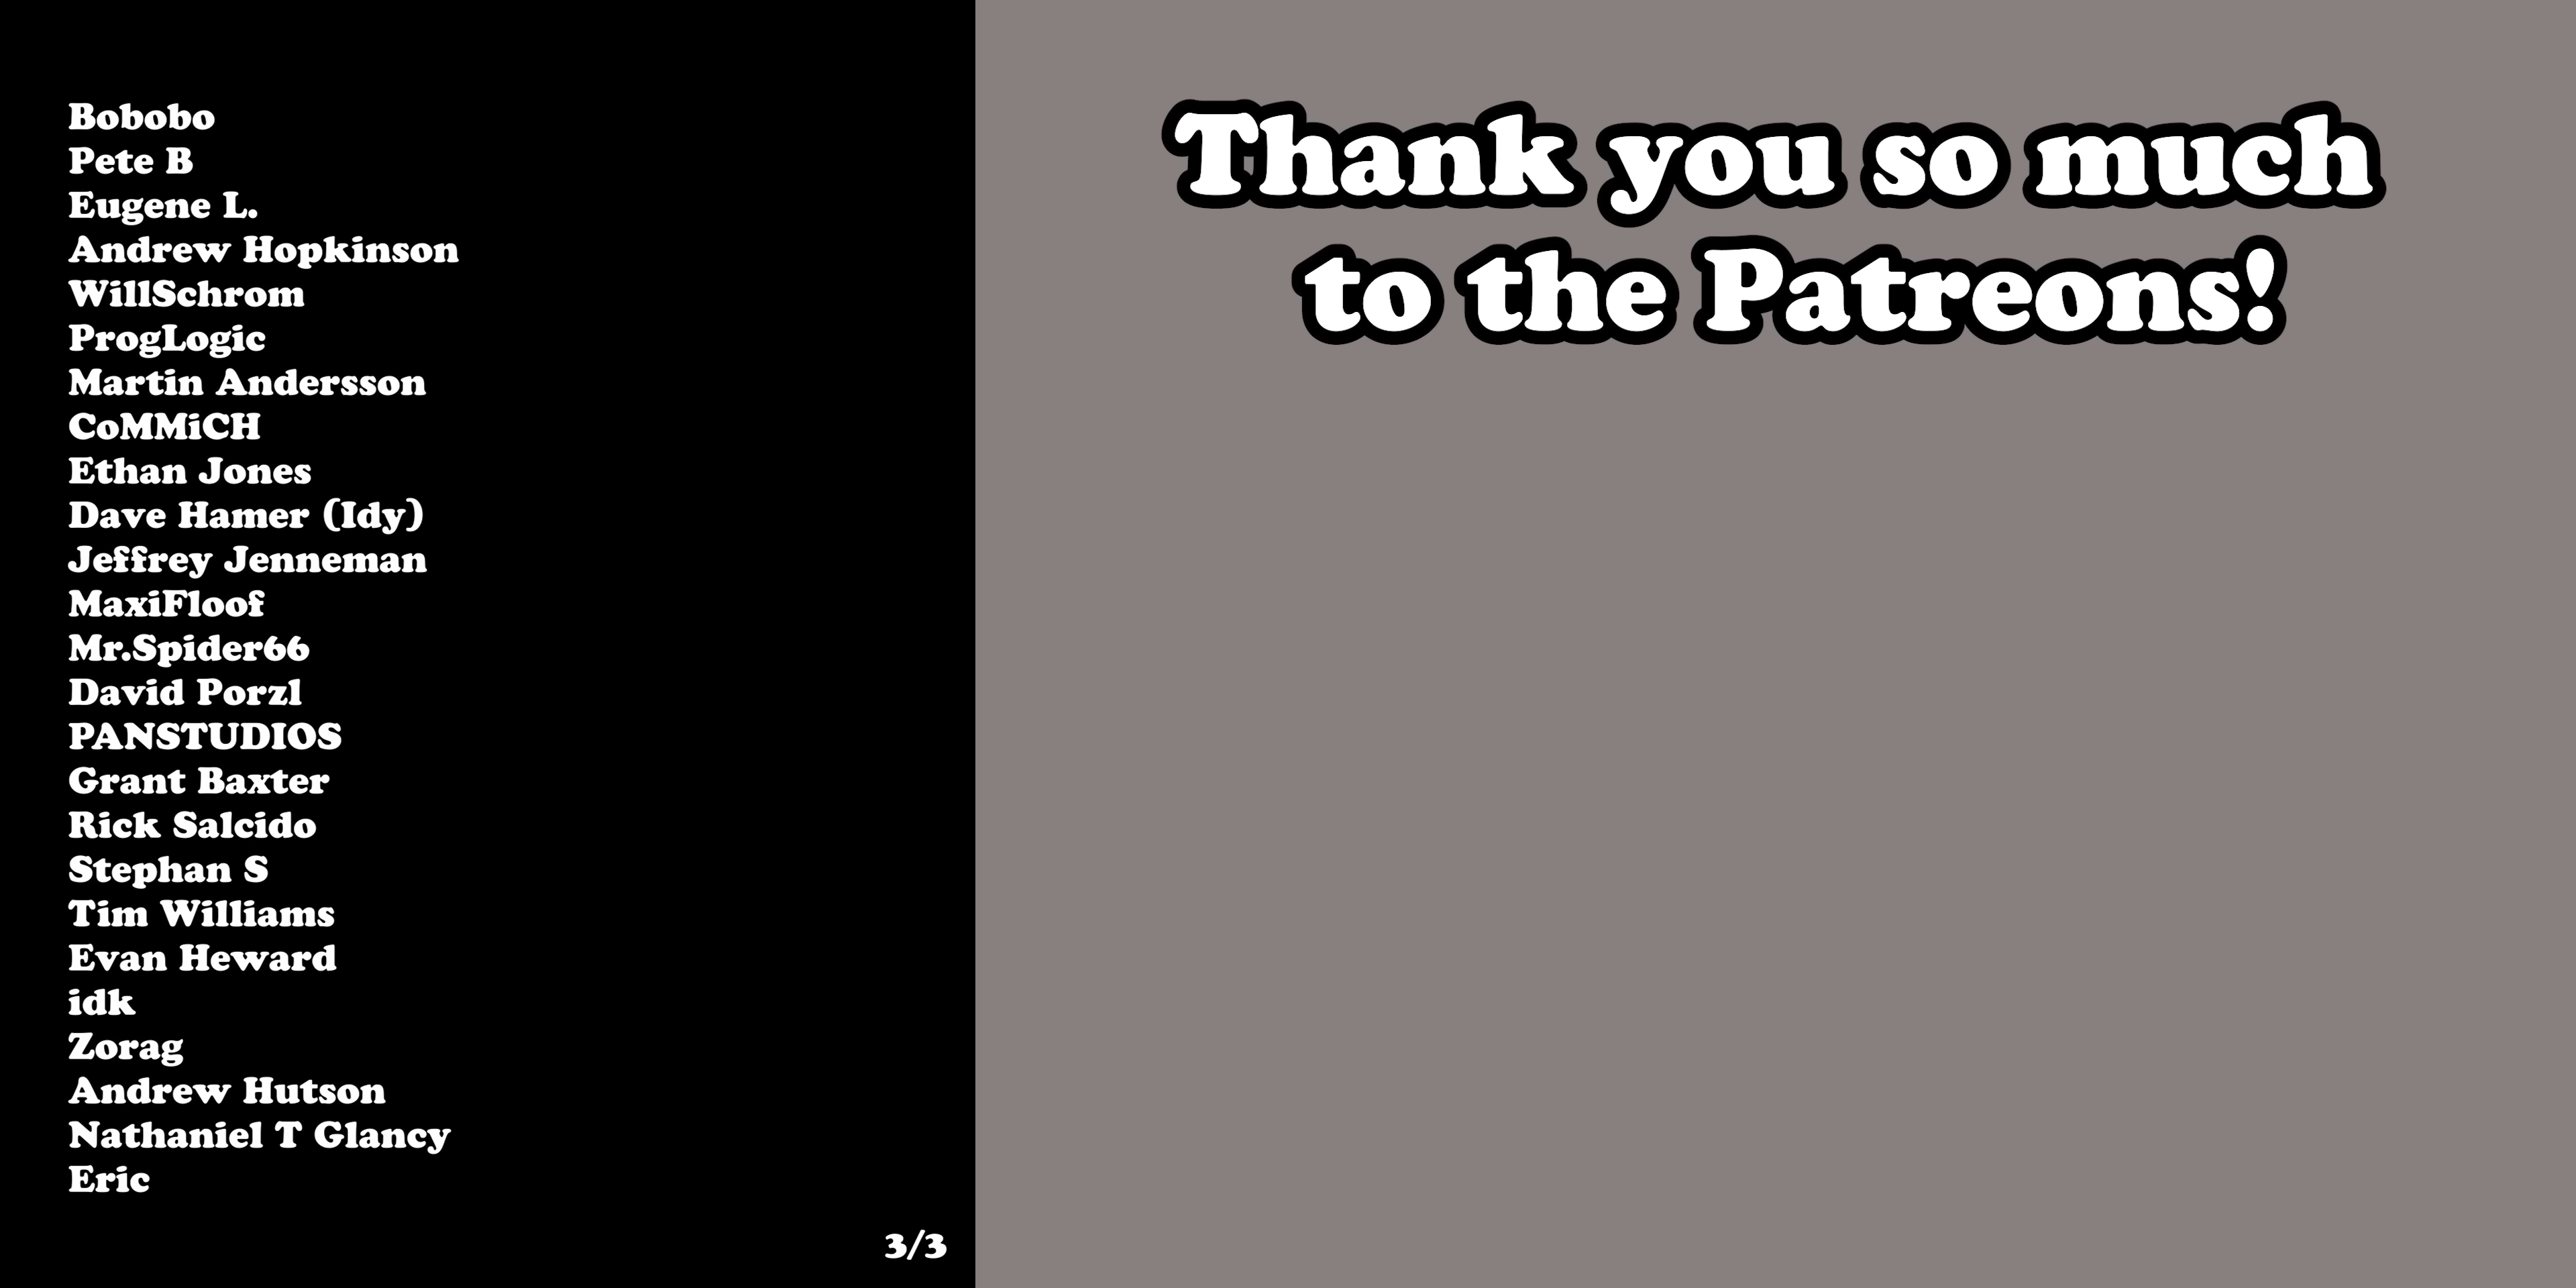 Bobobo
Pete B
Eugene L.
Andrew Hopkinson
WillSchrom
ProgLogic
Martin Andersson
CoMMiCH
Ethan Jones
Dave Hamer (Idy)
Jeffrey Jenneman
MaxiFloof
Mr.Spider66
David Porzl
PANSTUDIOS
Grant Baxter
Rick Salcido
Stephan S
Tim Williams
Evan Heward
idk
Zorag
Andrew Hutson
Nathaniel T Glancy
Eric
3/3
Thank you so much
to the Patreons!